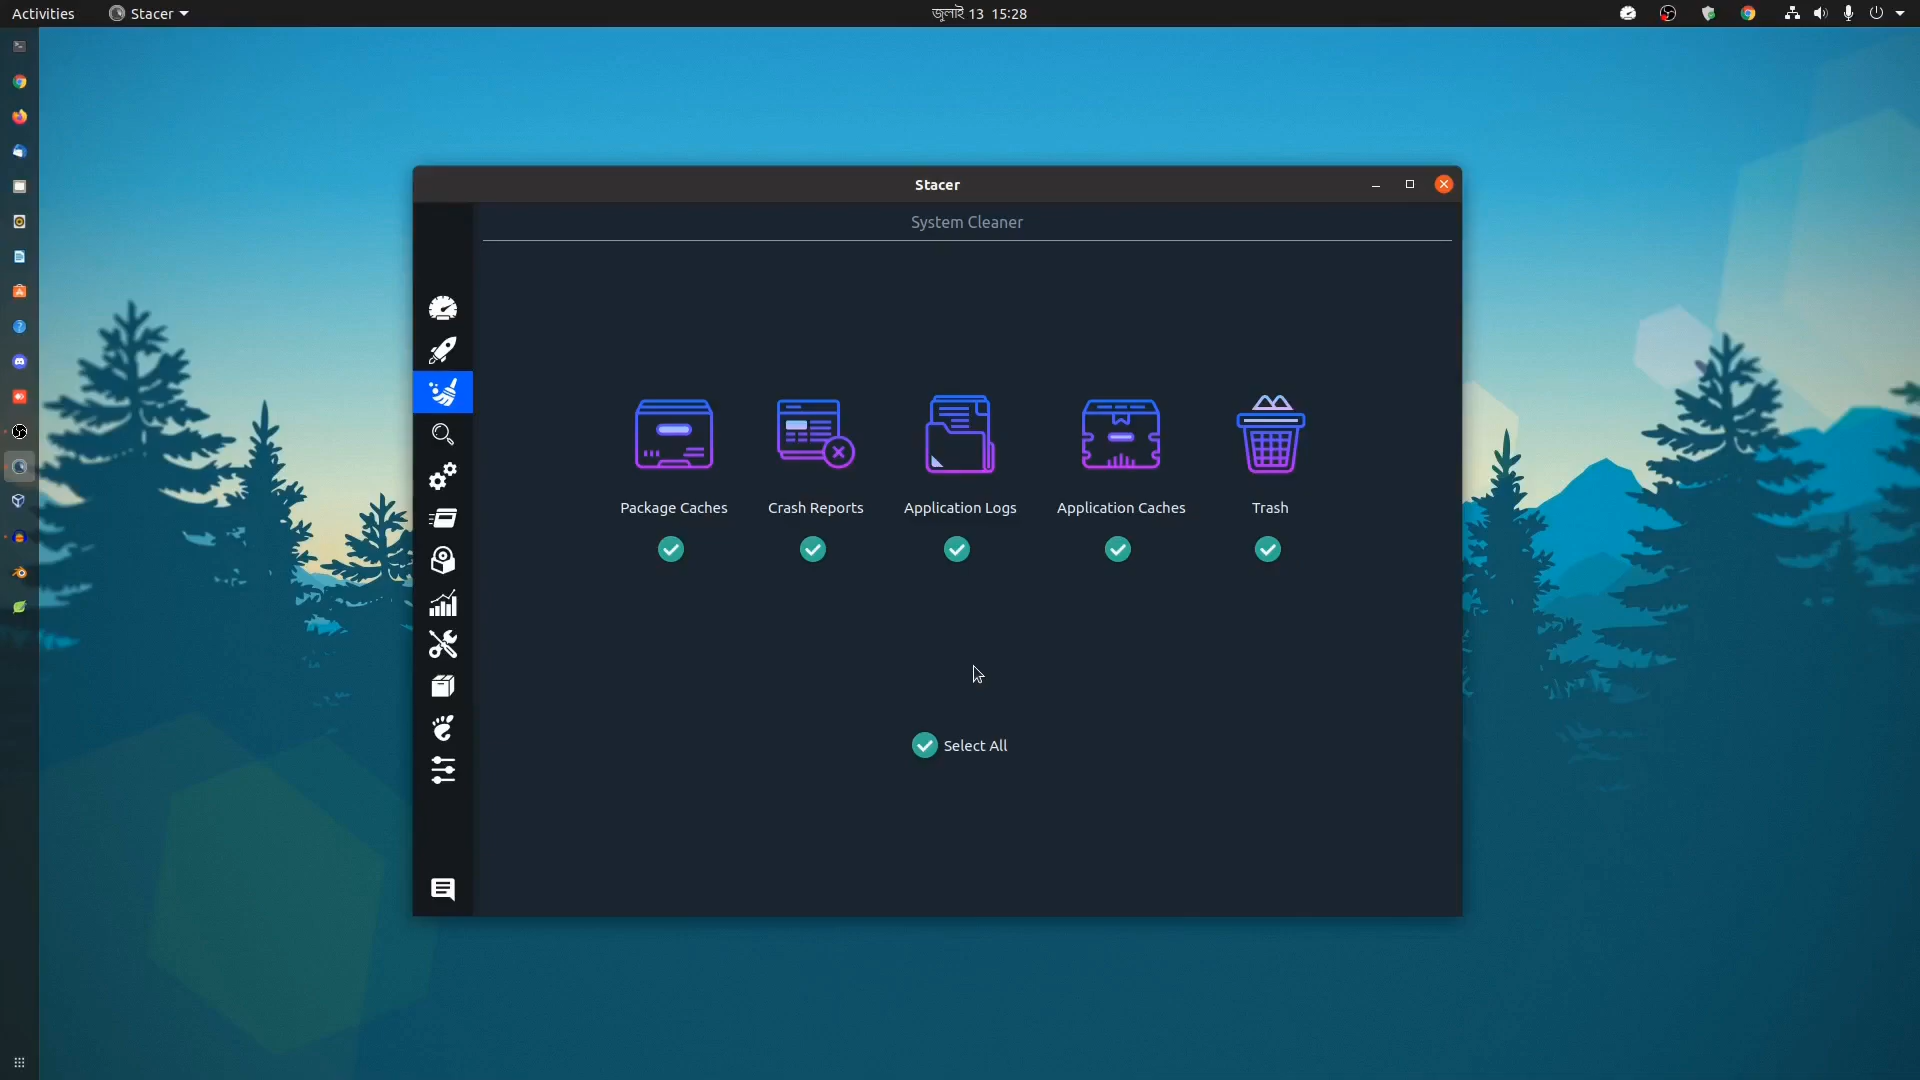 Activities
Stacer
জুলাই 13 15:28
Stacer
System Cleaner
Package Caches
Crash Reports
Application Logs
Application Caches
Trash
Select All